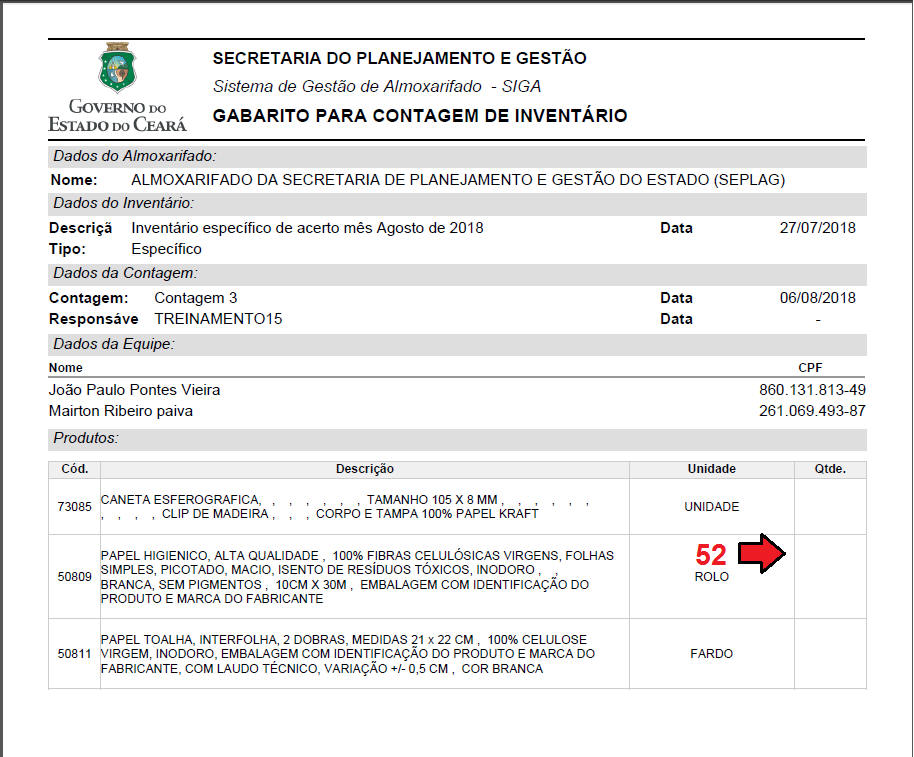 GOVERNO DO
ESTADO DO CEARÁ
SECRETARIA DO PLANEJAMENTO E GESTÃO
Sistema de Gestão de Almoxarifado - SIGA
GABARITO PARA CONTAGEM DE INVENTÁRIO
Dados do Almoxarifado:
Nome: ALMOXARIFADO DA SECRETARIA DE PLANEJAMENTO E GESTÃO DO ESTADO (SEPLAG)
Dados do Inventário:
Descriçã Inventário específico de acerto mês Agosto de 2018 Data 27/07/2018
Tipo: Específico
Dados da Contagem:
Contagem: Contagem 3 Data 06/08/2018
Responsáve TREINAMENTO15 Data -
Dados da Equipe:
Nome CPF
João Paulo Pontes Vieira 860.131.813-49
Mairton Ribeiro paiva 261.069.493-87
Produtos:
Cód. Descrição Unidade Qtde.
73085 CANETA ESFEROGRAFICA, , , , , , , TAMANHO 105 X 8 MM , , , , , , , , , , , CLIP DE MADEIRA , , , CORPO E TAMPA 100% PAPEL KRAFT UNIDADE
50809 PAPEL HIGIENICO, ALTA QUALIDADE , 100% FIBRAS CELULÓSICAS VIRGENS, FOLHAS
SIMPLES, PICOTADO, MACIO, ISENTO DE RESÍDUOS TÓXICOS, INODORO , ,
BRANCA, SEM PIGMENTOS , 10CM X 30M , EMBALAGEM COM IDENTIFICAÇÃO DO
PRODUTO E MARCA DO FABRICANTE
52
ROLO
50811 PAPEL TOALHA, INTERFOLHA, 2 DOBRAS, MEDIDAS 21 x 22 CM , 100% CELULOSE
VIRGEM, INODORO, EMBALAGEM COM IDENTIFICAÇÃO DO PRODUTO E MARCA DO
FABRICANTE, COM LAUDO TÉCNICO, VARIAÇÃO +/- 0,5 CM , COR BRANCA
FARDO